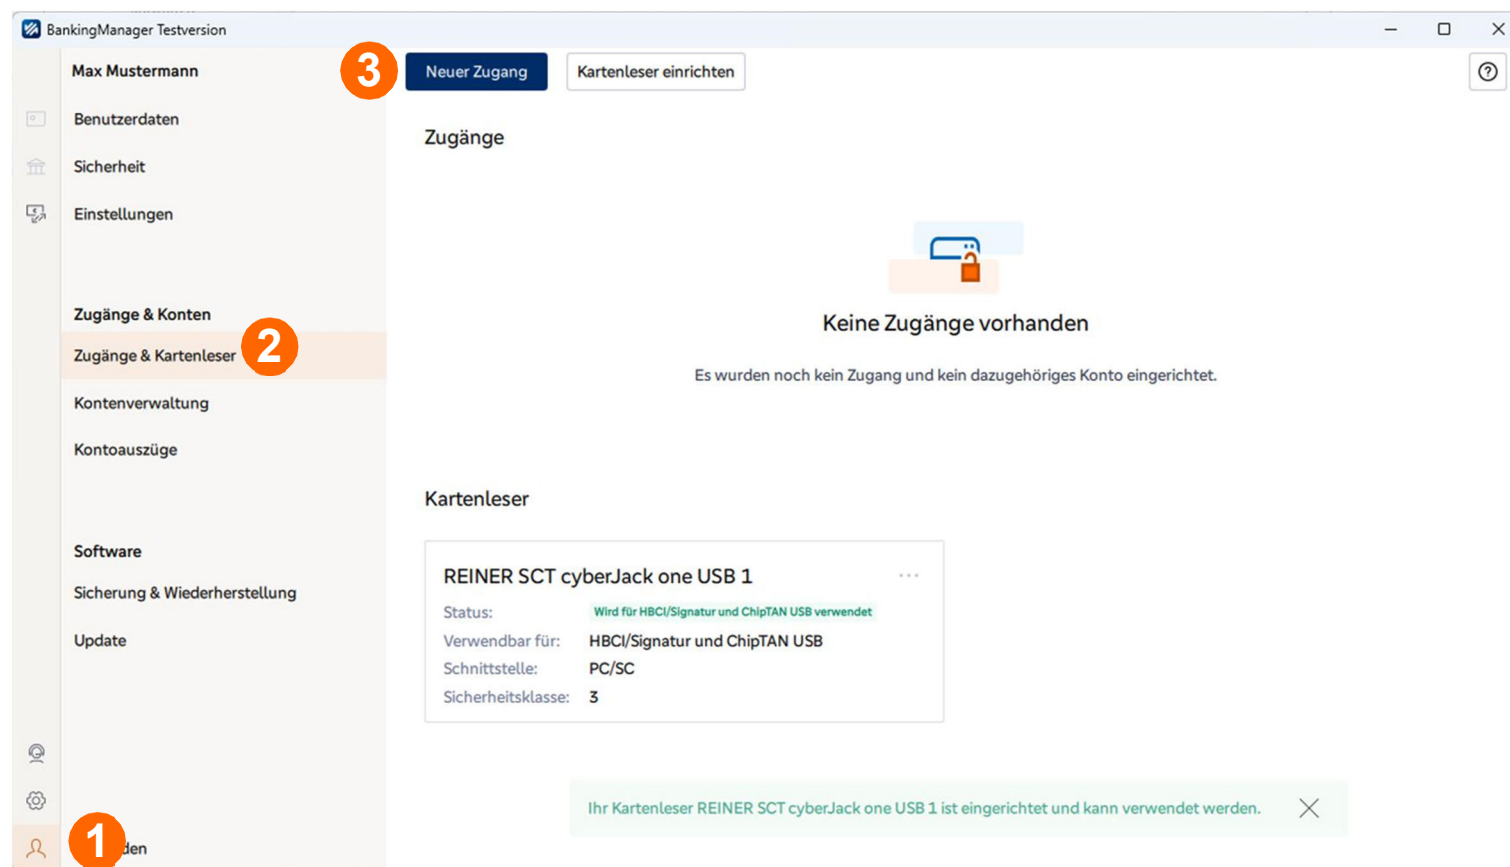 BankingManager Testversion
Max Mustermann
3
Neuer Zugang
Kartenleser einrichten
Benutzerdaten
Sicherheit
Einstellungen
Zugänge & Konten
Zugänge & Kartenleser
2
Kontenverwaltung
Kontoauszüge
Software
Sicherung & Wiederherstellung
Update
1
den
Zugänge
Keine Zugänge vorhanden
Es wurden noch kein Zugang und kein dazugehöriges Konto eingerichtet.
Kartenleser
REINER SCT cyberJack one USB 1
Status: Wird für HBCI/Signatur und ChipTAN USB verwendet
Verwendbar für: HBCI/Signatur und ChipTAN USB
Schnittstelle: PC/SC
Sicherheitsklasse: 3
Ihr Kartenleser REINER SCT cyberJack one USB 1 ist eingerichtet und kann verwendet werden.